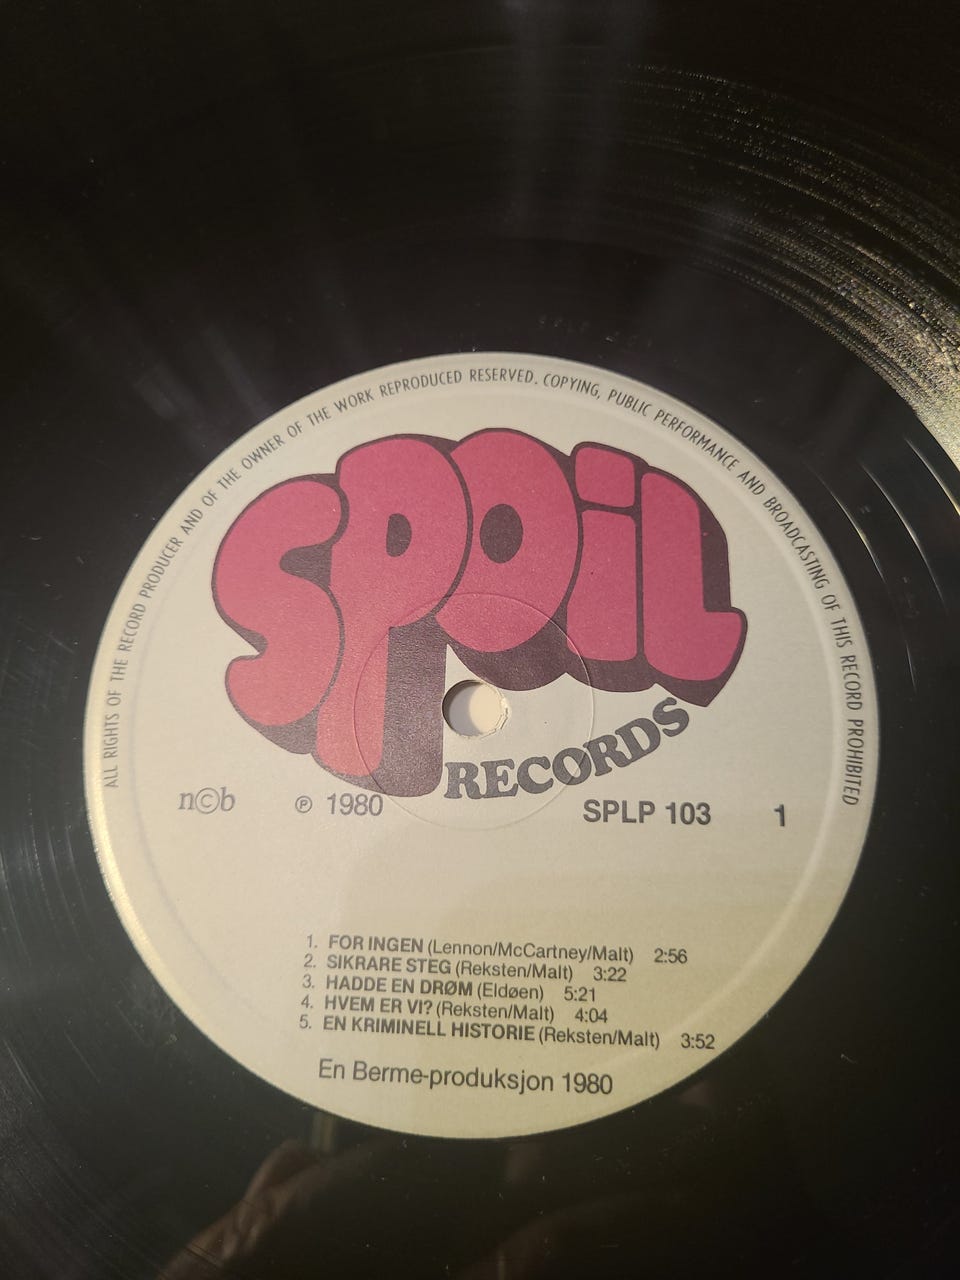 ALL RIGHTS OF THE RECORD PRODUCER AND OF THE OWNER OF THE WORK REPRODUCED RESERVED. COPYING, PUBLIC PERFORMANCE AND BROADCASTING OF THIS RECORD PROHIBITED
SPOiL
RECORDS
n©b ℗ 1980 SPLP 103 1
1. FOR INGEN (Lennon/McCartney/Malt) 2:56
2. SIKRARE STEG (Reksten/Malt) 3:22
3. HADDE EN DRØM (Eldøen) 5:21
4. HVEM ER VI? (Reksten/Malt) 4:04
5. EN KRIMINELL HISTORIE (Reksten/Malt) 3:52
En Berme-produksjon 1980